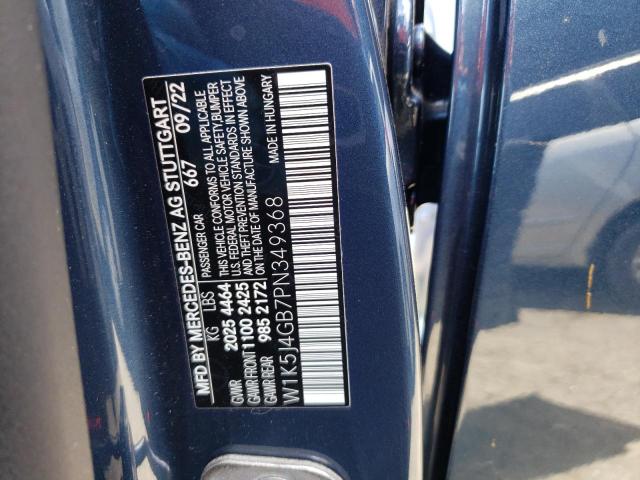 MFD BY MERCEDES-BENZ AG STUTTGART
667 09/22
KG LBS PASSENGER CAR
GVWR 2025 4464 THIS VEHICLE CONFORMS TO ALL APPLICABLE
GAWR FRONT 1100 2425 U.S. FEDERAL MOTOR VEHICLE SAFETY, BUMPER
GAWR REAR 985 2172 AND THEFT PREVENTION STANDARDS IN EFFECT
ON THE DATE OF MANUFACTURE SHOWN ABOVE
MADE IN HUNGARY
W1K5J4GB7PN349368